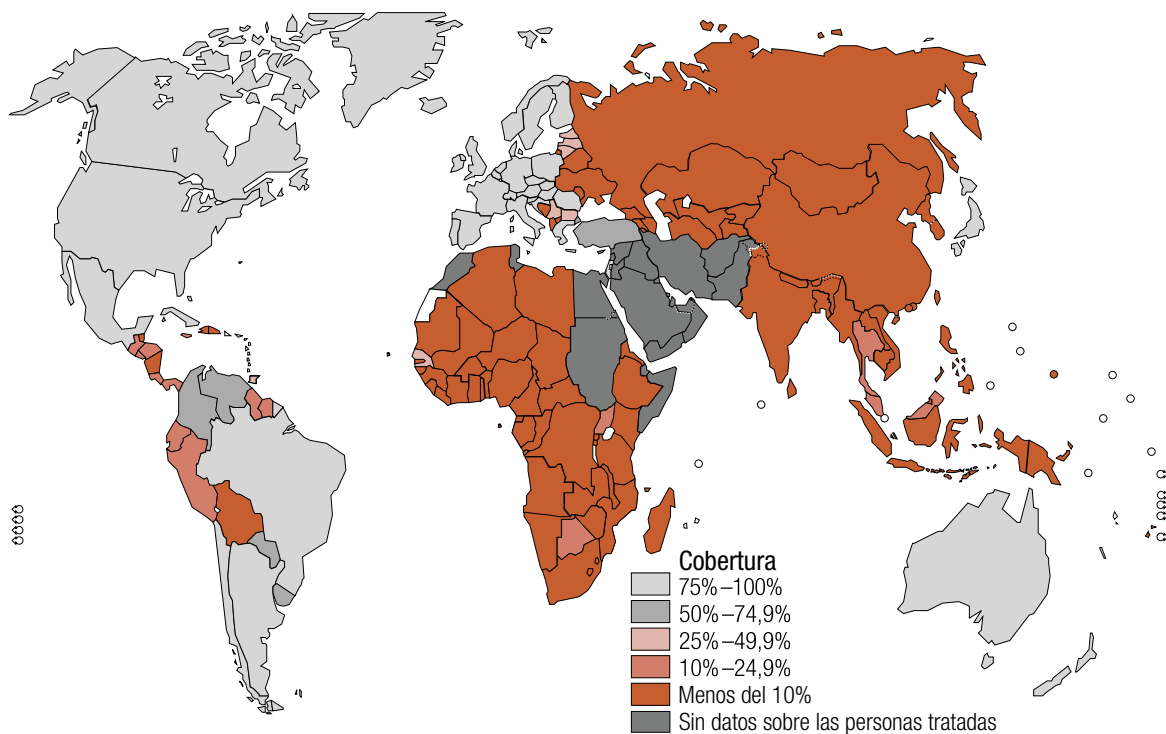 Cobertura
75%–100%
50%–74,9%
25%–49,9%
10%–24,9%
Menos del 10%
Sin datos sobre las personas tratadas